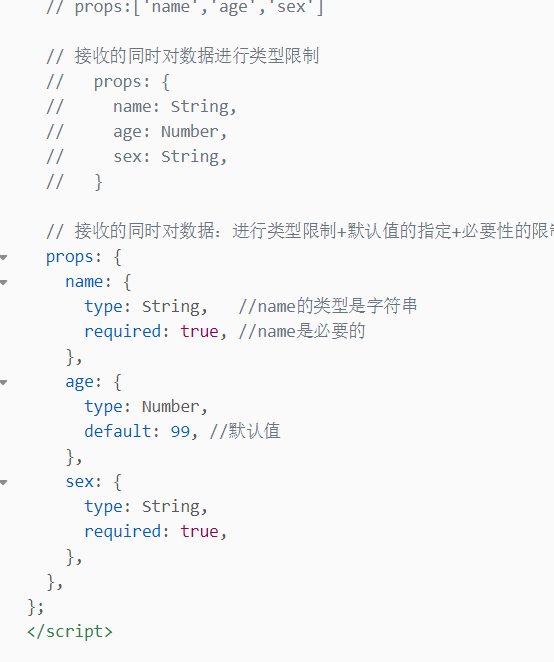 // props:['name','age','sex']
// 接收的同时对数据进行类型限制
//   props: {
//     name: String,
//     age: Number,
//     sex: String,
//   }
// 接收的同时对数据：进行类型限制+默认值的指定+必要性的限
props: {
name: {
type: String,   //name的类型是字符串
required: true, //name是必要的
},
age: {
type: Number,
default: 99, //默认值
},
sex: {
type: String,
required: true,
},
},
};
</script>